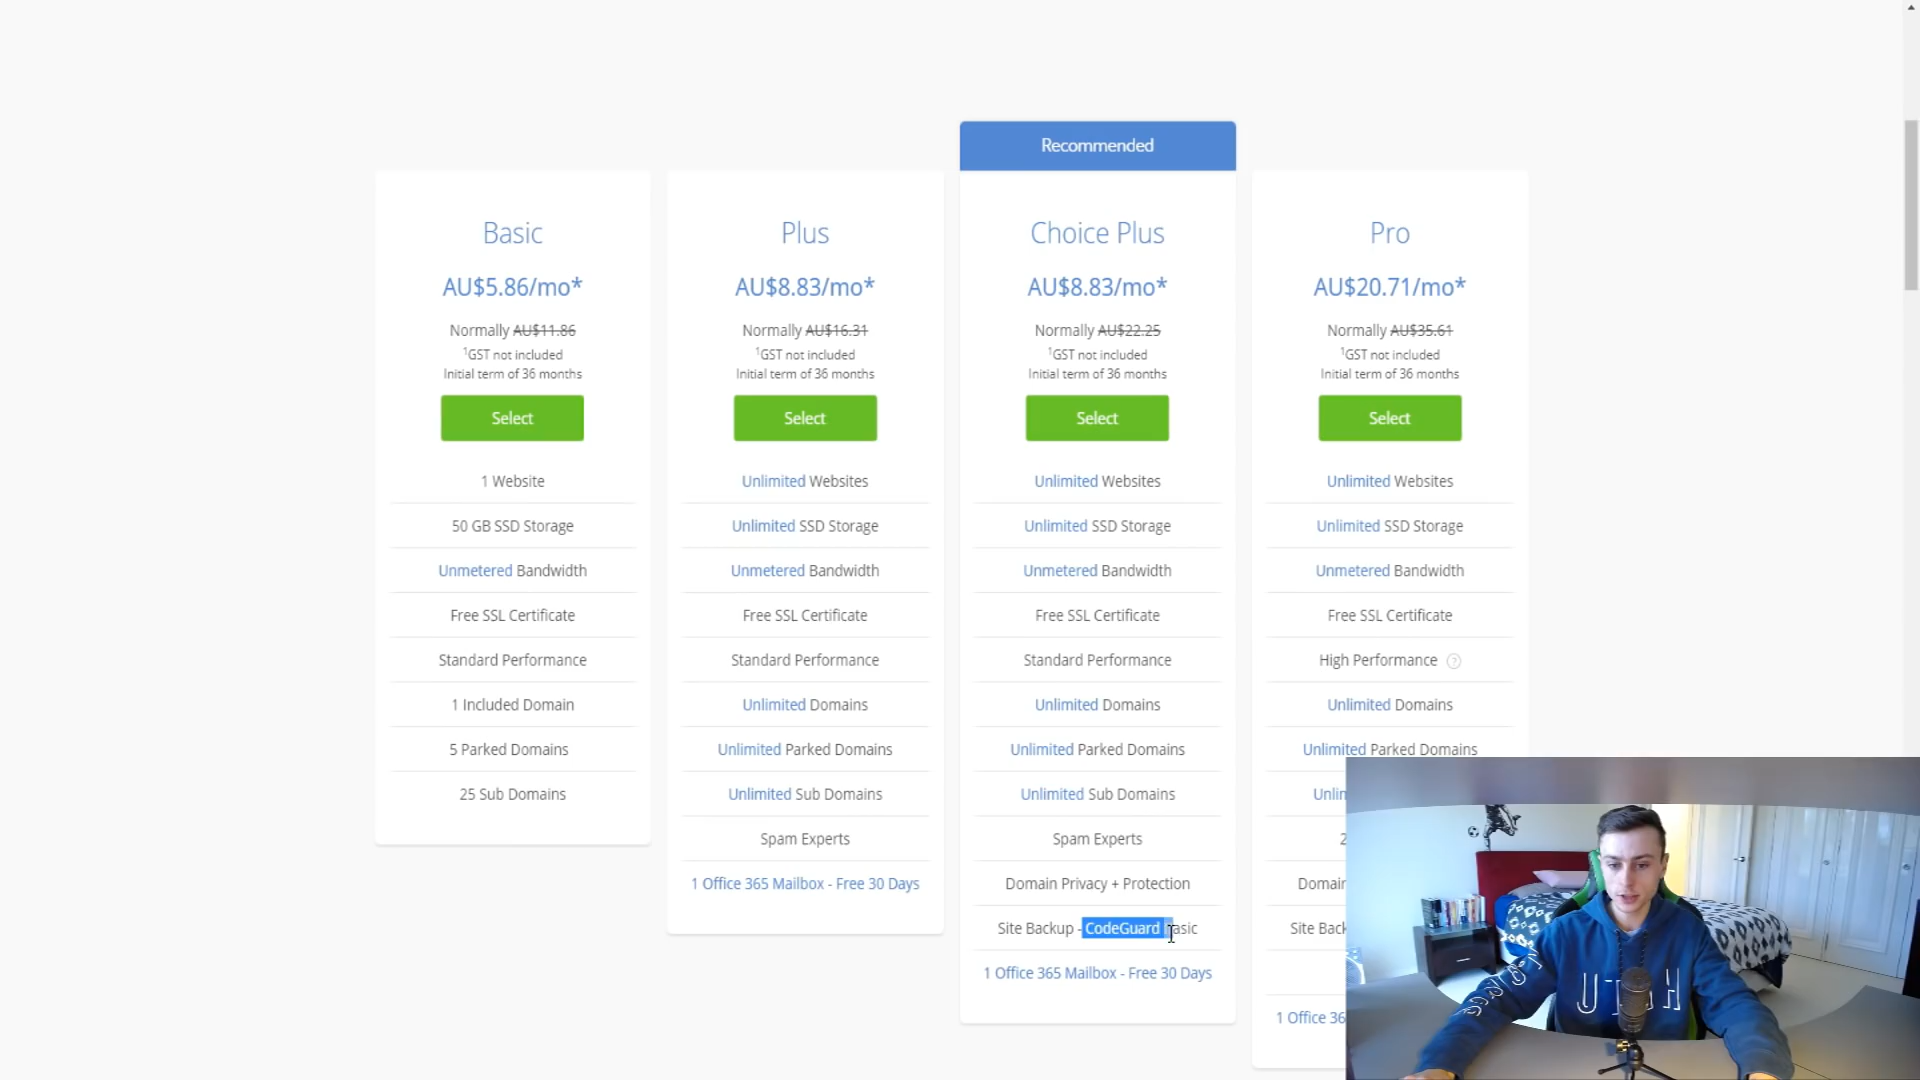 Recommended
Basic
AU$5.86/mo*
Normally AU$11.86
1GST not included
Initial term of 36 months
Select
1 Website
50 GB SSD Storage
Unmetered Bandwidth
Free SSL Certificate
Standard Performance
1 Included Domain
5 Parked Domains
25 Sub Domains
Plus
AU$8.83/mo*
Normally AU$16.31
1GST not included
Initial term of 36 months
Select
Unlimited Websites
Unlimited SSD Storage
Unmetered Bandwidth
Free SSL Certificate
Standard Performance
Unlimited Domains
Unlimited Parked Domains
Unlimited Sub Domains
Spam Experts
1 Office 365 Mailbox - Free 30 Days
Choice Plus
AU$8.83/mo*
Normally AU$22.25
1GST not included
Initial term of 36 months
Select
Unlimited Websites
Unlimited SSD Storage
Unmetered Bandwidth
Free SSL Certificate
Standard Performance
Unlimited Domains
Unlimited Parked Domains
Unlimited Sub Domains
Spam Experts
Domain Privacy + Protection
Site Backup - CodeGuard Basic
1 Office 365 Mailbox - Free 30 Days
Pro
AU$20.71/mo*
Normally AU$35.61
1GST not included
Initial term of 36 months
Select
Unlimited Websites
Unlimited SSD Storage
Unmetered Bandwidth
Free SSL Certificate
High Performance ?
Unlimited Domains
Unlimited Parked Domains
2
Domain
Site
1 Office
UTAH